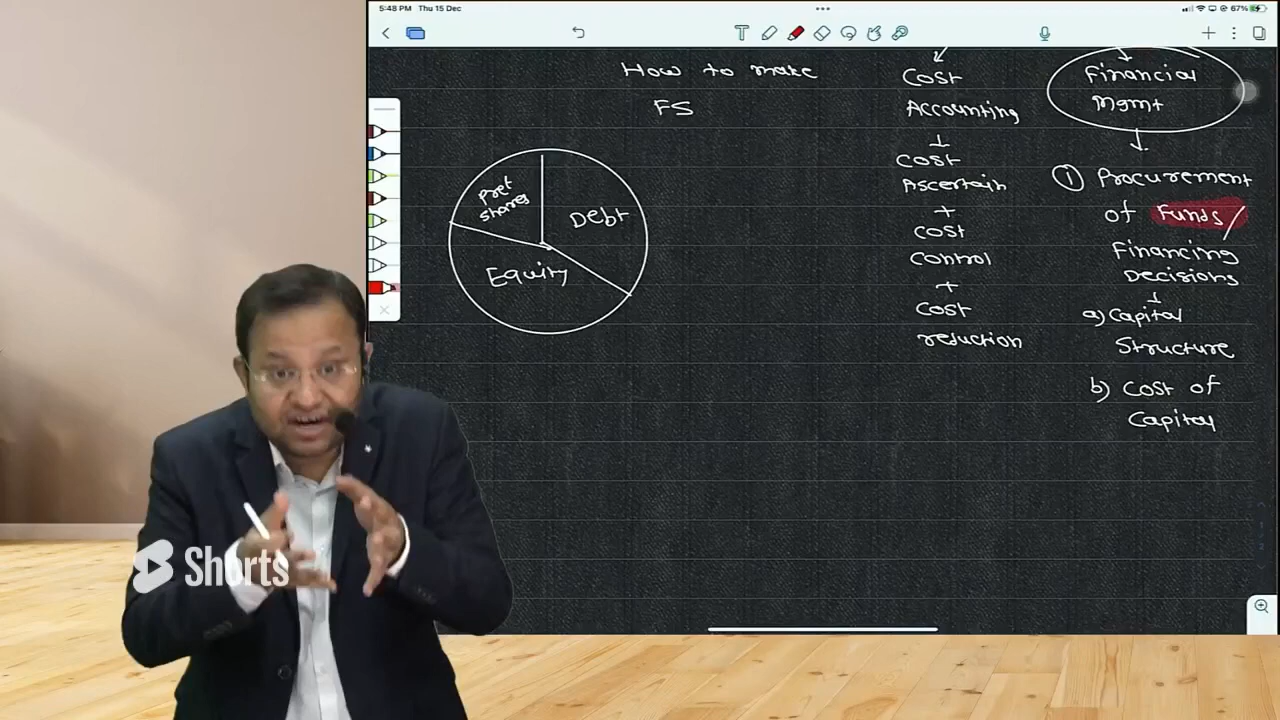 5:48 PM Thu 15 Dec
67%
How to make
FS
Pref
shares
Debt
Equity
Cost
Accounting
Cost
Ascertain
+
Cost
control
+
Cost
reduction
Financial
Mgmt
① Procurement
of Funds/
Financing
Decisions
a) Capital
Structure
b) Cost of
Capital
Shorts